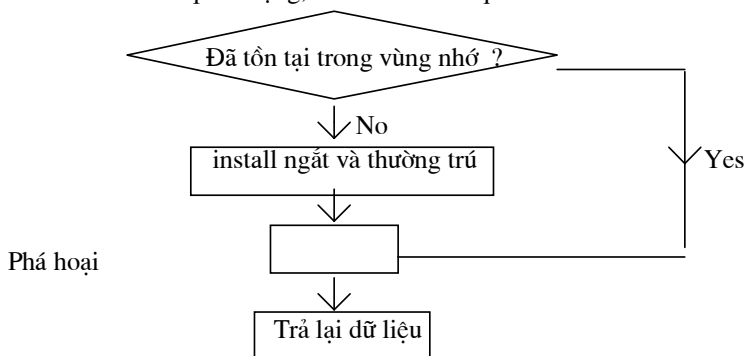 Đã tồn tại trong vùng nhớ ?
No
install ngắt và thường trú
Yes
Phá hoại
Trả lại dữ liệu